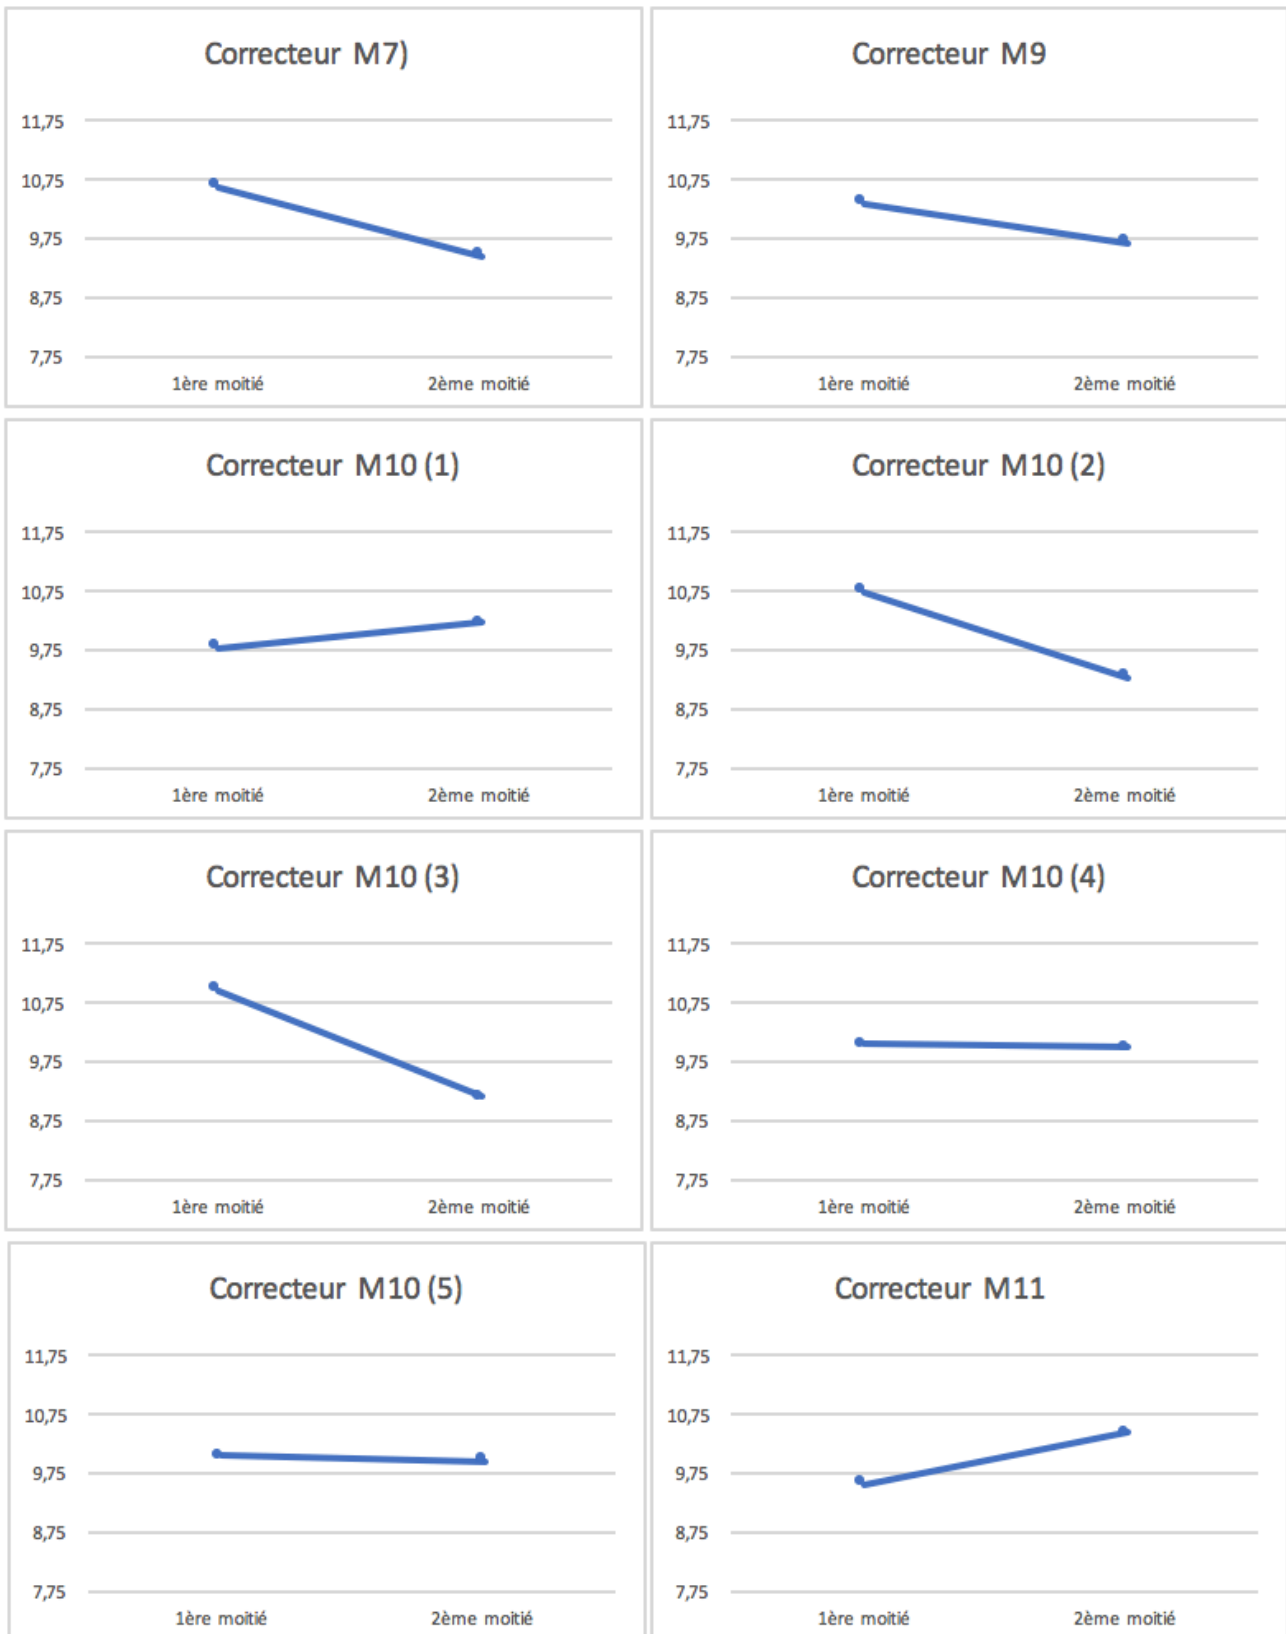 Correcteur M7)
11,75
10,75
9,75
8,75
7,75
1ère moitié 2ème moitié
Correcteur M9
11,75
10,75
9,75
8,75
7,75
1ère moitié 2ème moitié
Correcteur M10 (1)
11,75
10,75
9,75
8,75
7,75
1ère moitié 2ème moitié
Correcteur M10 (2)
11,75
10,75
9,75
8,75
7,75
1ère moitié 2ème moitié
Correcteur M10 (3)
11,75
10,75
9,75
8,75
7,75
1ère moitié 2ème moitié
Correcteur M10 (4)
11,75
10,75
9,75
8,75
7,75
1ère moitié 2ème moitié
Correcteur M10 (5)
11,75
10,75
9,75
8,75
7,75
1ère moitié 2ème moitié
Correcteur M11
11,75
10,75
9,75
8,75
7,75
1ère moitié 2ème moitié